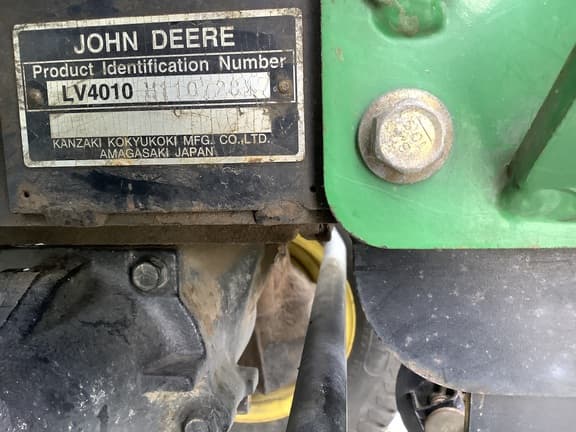 JOHN DEERE
Product Identification Number
LV4010
KANZAKI KOKYUKOKI MFG. CO., LTD.
AMAGASAKI JAPAN